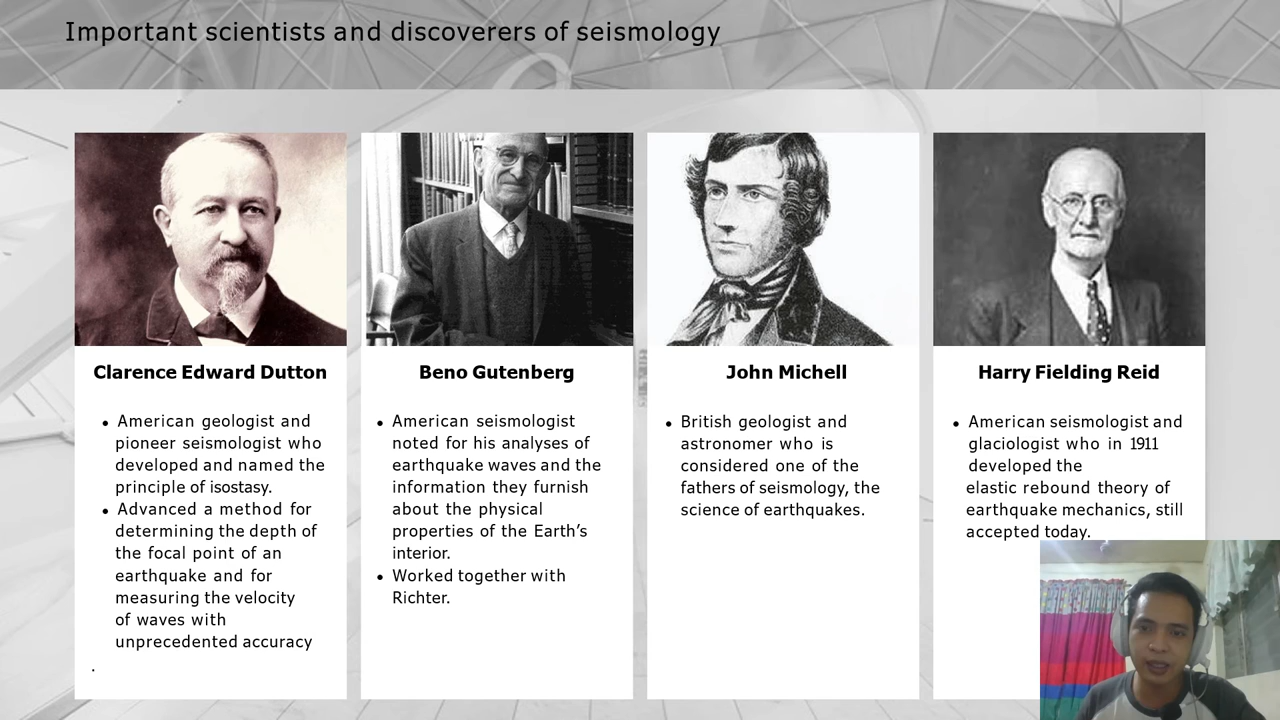 Important scientists and discoverers of seismology
Clarence Edward Dutton
• American geologist and
pioneer seismologist who
developed and named the
principle of isostasy.
• Advanced a method for
determining the depth of
the focal point of an
earthquake and for
measuring the velocity
of waves with
unprecedented accuracy
.
Beno Gutenberg
• American seismologist
noted for his analyses of
earthquake waves and the
information they furnish
about the physical
properties of the Earth’s
interior.
• Worked together with
Richter.
John Michell
• British geologist and
astronomer who is
considered one of the
fathers of seismology, the
science of earthquakes.
Harry Fielding Reid
• American seismologist and
glaciologist who in 1911
developed the
elastic rebound theory of
earthquake mechanics, still
accepted today.